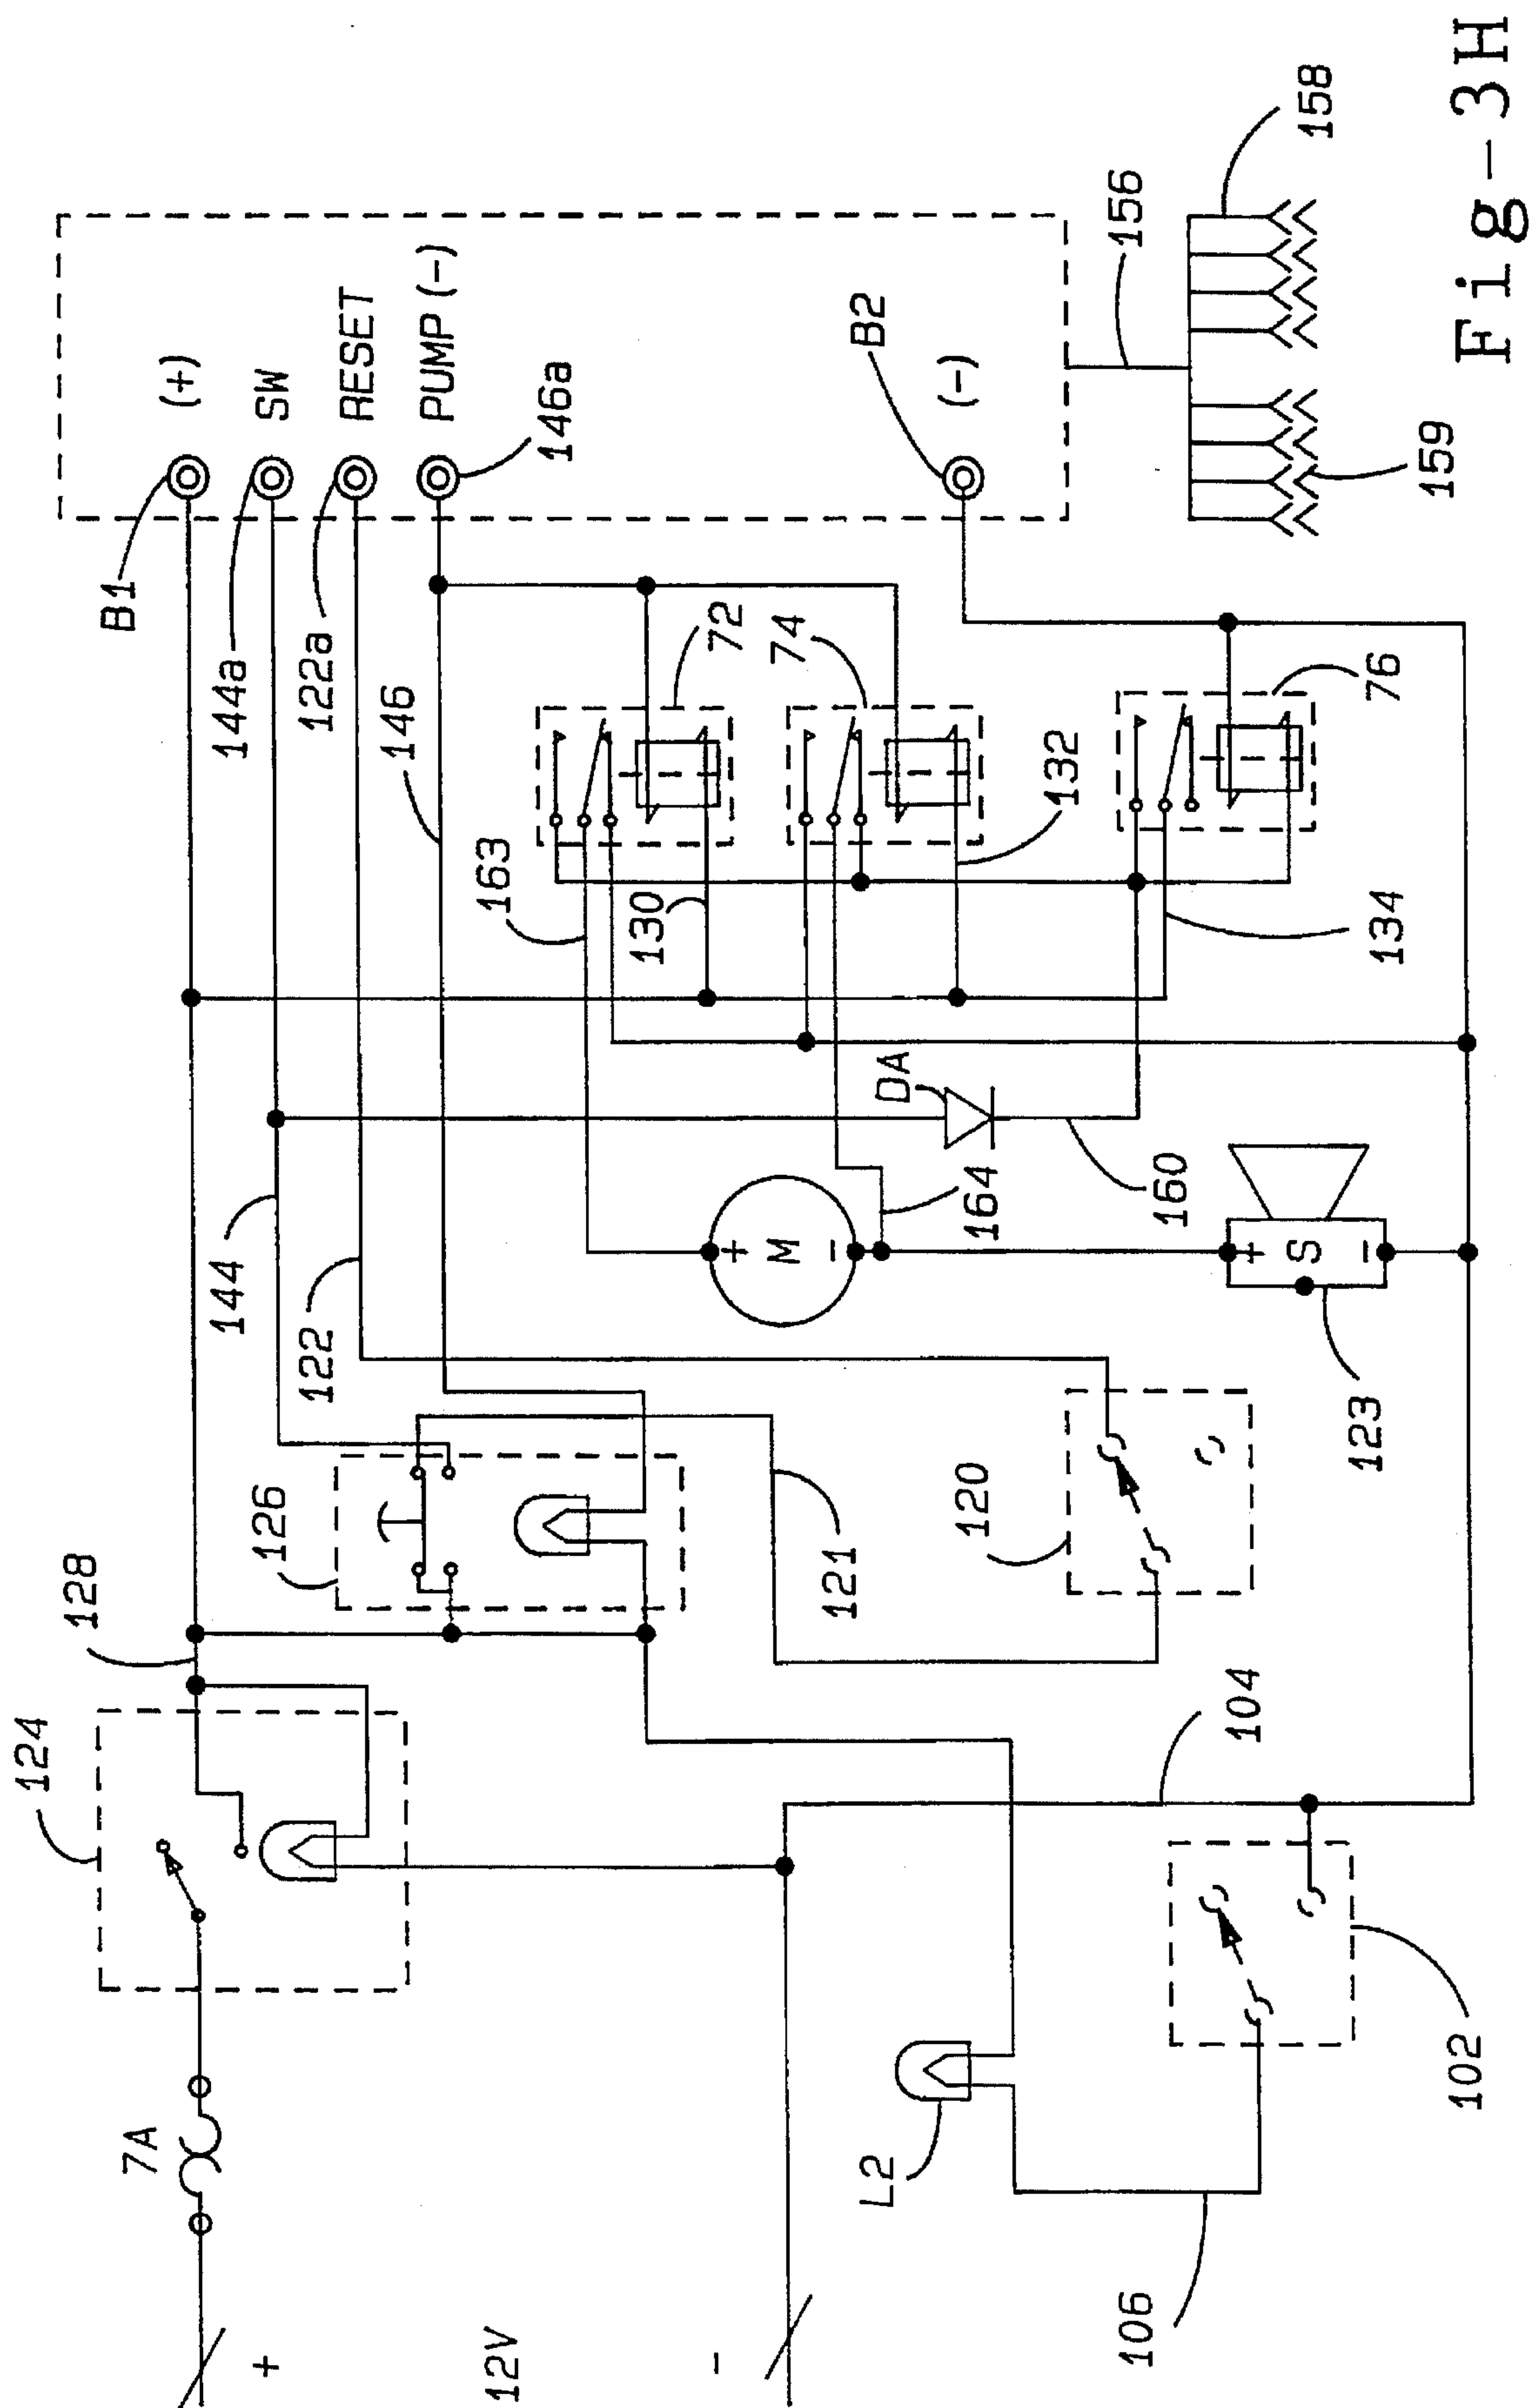 124
128
7A
+
12V
-
126
144
122
B1
144a
122a
146
(+)
SW
RESET
PUMP (-)
146a
B2
(-)
163
130
72
74
132
76
134
DA
160
164
+
M
-
+
S
-
123
120
121
104
L2
106
102
156
158
159
Fig-3H